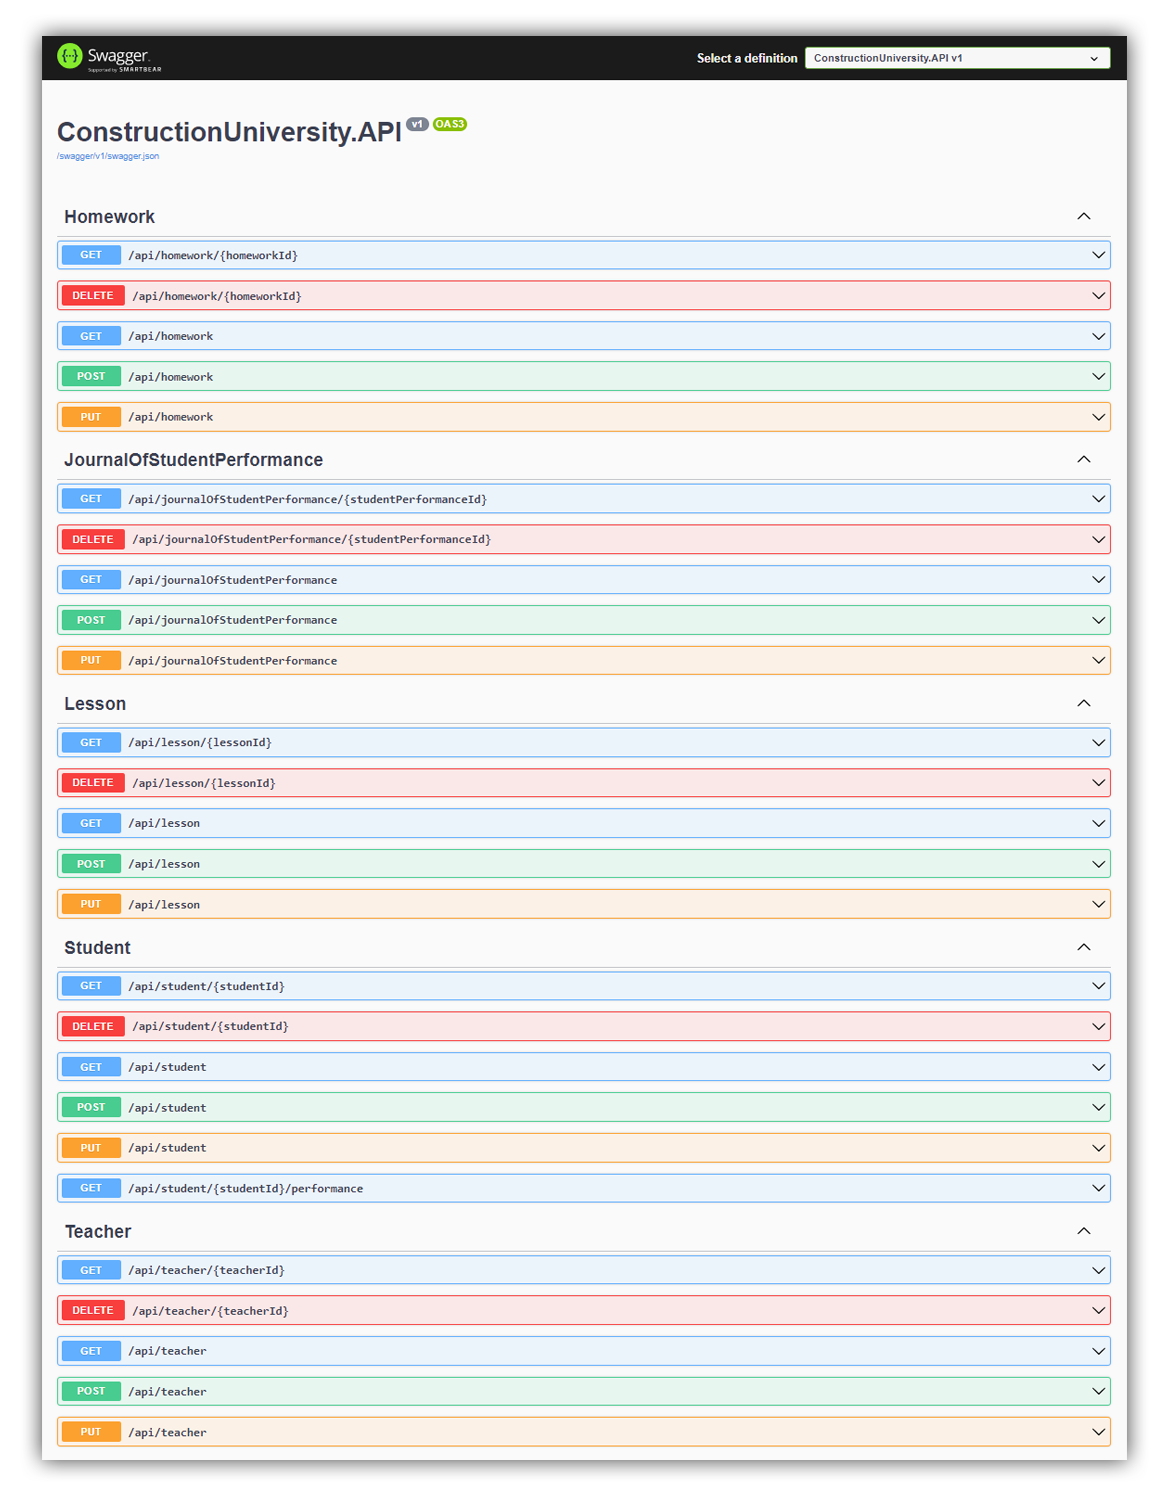 Swagger
Supported by SMARTBEAR
Select a definition
ConstructionUniversity.API v1
ConstructionUniversity.API v1 OAS3
/swagger/v1/swagger.json
Homework
GET /api/homework/{homeworkId}
DELETE /api/homework/{homeworkId}
GET /api/homework
POST /api/homework
PUT /api/homework
JournalOfStudentPerformance
GET /api/journalOfStudentPerformance/{studentPerformanceId}
DELETE /api/journalOfStudentPerformance/{studentPerformanceId}
GET /api/journalOfStudentPerformance
POST /api/journalOfStudentPerformance
PUT /api/journalOfStudentPerformance
Lesson
GET /api/lesson/{lessonId}
DELETE /api/lesson/{lessonId}
GET /api/lesson
POST /api/lesson
PUT /api/lesson
Student
GET /api/student/{studentId}
DELETE /api/student/{studentId}
GET /api/student
POST /api/student
PUT /api/student
GET /api/student/{studentId}/performance
Teacher
GET /api/teacher/{teacherId}
DELETE /api/teacher/{teacherId}
GET /api/teacher
POST /api/teacher
PUT /api/teacher